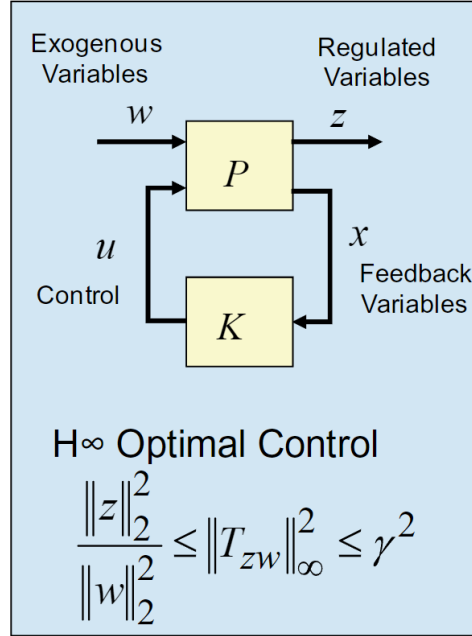 Exogenous Variables
Regulated Variables
w
z
P
u
x
Control
Feedback Variables
K
H∞ Optimal Control
‖z‖₂² / ‖w‖₂² ≤ ‖T_zw‖∞² ≤ γ²